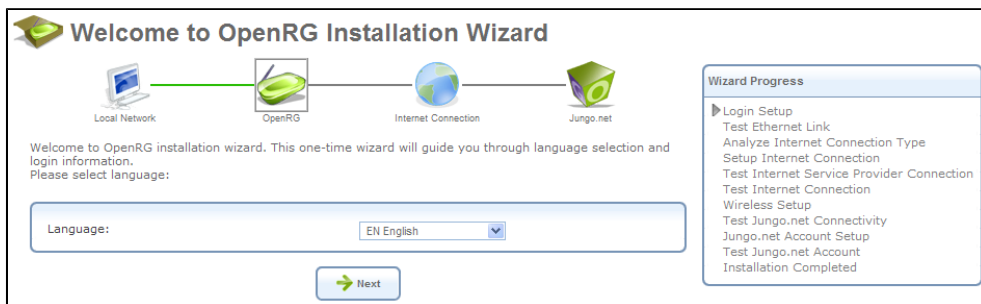 Welcome to OpenRG Installation Wizard
Local Network
OpenRG
Internet Connection
Jungo.net
Welcome to OpenRG installation wizard. This one-time wizard will guide you through language selection and
login information.
Please select language:
Language:
EN English
Next
Wizard Progress
Login Setup
Test Ethernet Link
Analyze Internet Connection Type
Setup Internet Connection
Test Internet Service Provider Connection
Test Internet Connection
Wireless Setup
Test Jungo.net Connectivity
Jungo.net Account Setup
Test Jungo.net Account
Installation Completed